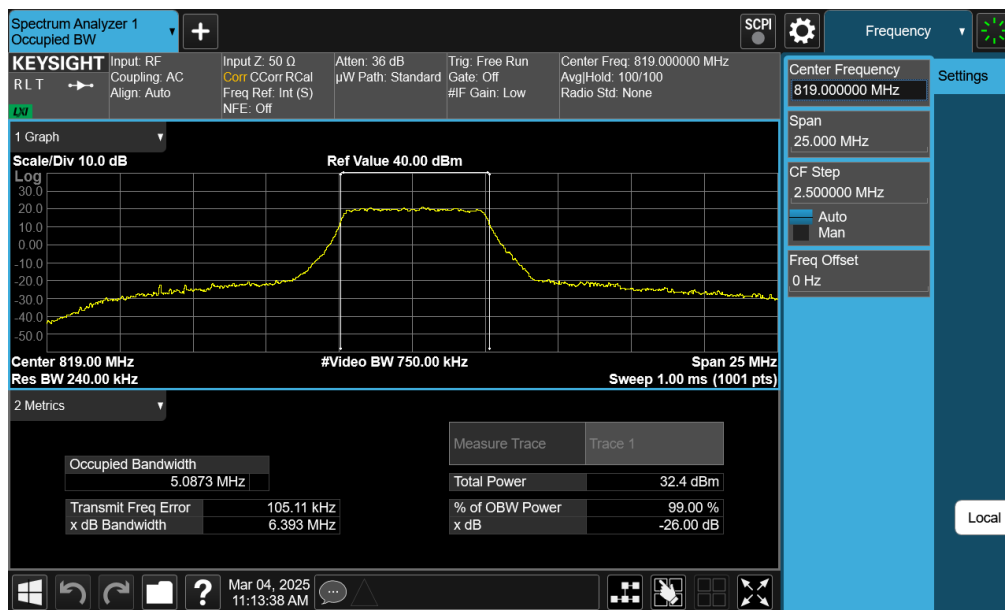 Spectrum Analyzer 1
Occupied BW
+
SCPI
Frequency
KEYSIGHT
RLT
LXI
Input: RF
Coupling: AC
Align: Auto
Input Z: 50 Ω
Corr CCorr RCal
Freq Ref: Int (S)
NFE: Off
Atten: 36 dB
µW Path: Standard
Trig: Free Run
Gate: Off
#IF Gain: Low
Center Freq: 819.000000 MHz
Avg|Hold: 100/100
Radio Std: None
Center Frequency
819.000000 MHz
Settings
Span
25.000 MHz
CF Step
2.500000 MHz
Auto
Man
Freq Offset
0 Hz
Local
1 Graph
Scale/Div 10.0 dB
Ref Value 40.00 dBm
Log
30.0
20.0
10.0
0.00
-10.0
-20.0
-30.0
-40.0
-50.0
Center 819.00 MHz
#Video BW 750.00 kHz
Span 25 MHz
Res BW 240.00 kHz
Sweep 1.00 ms (1001 pts)
2 Metrics
Measure Trace
Trace 1
Occupied Bandwidth
5.0873 MHz
Total Power
32.4 dBm
Transmit Freq Error
105.11 kHz
% of OBW Power
99.00 %
x dB Bandwidth
6.393 MHz
x dB
-26.00 dB
?
Mar 04, 2025
11:13:38 AM